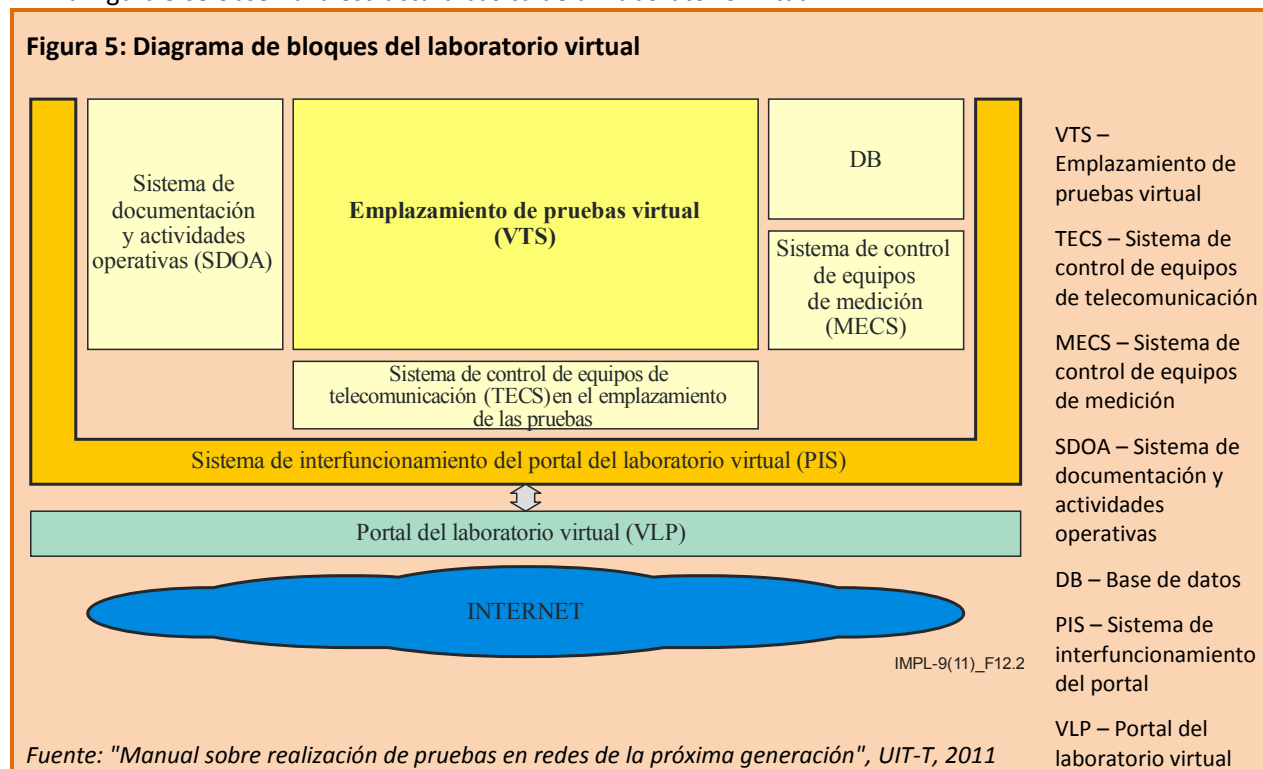 Figura 5: Diagrama de bloques del laboratorio virtual
Sistema de
documentación
y actividades
operativas (SDOA)
Emplazamiento de pruebas virtual
(VTS)
DB
Sistema de control
de equipos
de medición
(MECS)
Sistema de control de equipos de
telecomunicación (TECS) en el emplazamiento
de las pruebas
Sistema de interfuncionamiento del portal del laboratorio virtual (PIS)
Portal del laboratorio virtual (VLP)
INTERNET
IMPL-9(11)_F12.2
VTS –
Emplazamiento de
pruebas virtual
TECS – Sistema de
control de equipos
de telecomunicación
MECS – Sistema de
control de equipos
de medición
SDOA – Sistema de
documentación y
actividades
operativas
DB – Base de datos
PIS – Sistema de
interfuncionamiento
del portal
VLP – Portal del
laboratorio virtual
Fuente: "Manual sobre realización de pruebas en redes de la próxima generación", UIT-T, 2011